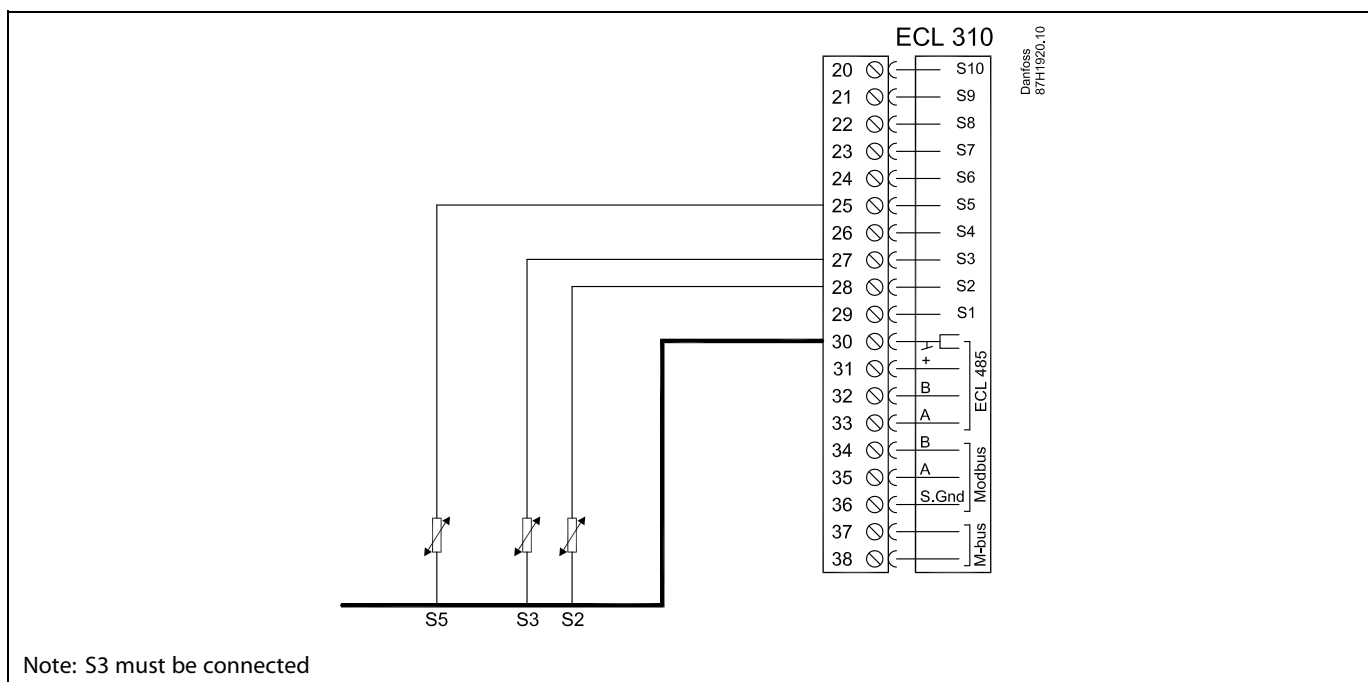 ECL 310
Danfoss
87H1920.10
20 S10
21 S9
22 S8
23 S7
24 S6
25 S5
26 S4
27 S3
28 S2
29 S1
30
31 +
32 B
33 A
ECL 485
34 B
35 A
36 S.Gnd
Modbus
37
38
M-bus
S5 S3 S2
Note: S3 must be connected